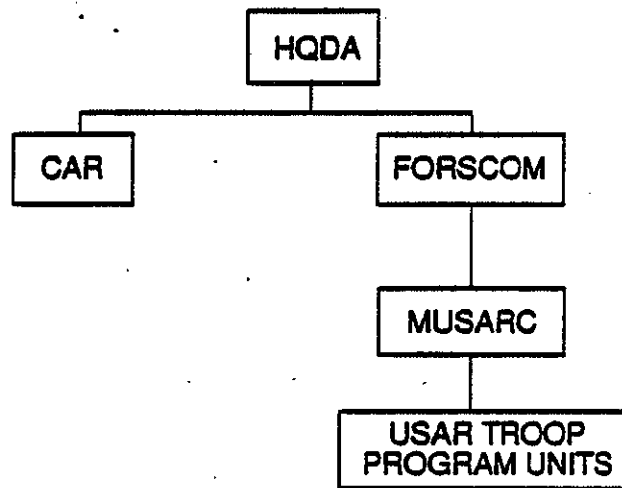 HQDA
CAR
FORSCOM
MUSARC
USAR TROOP
PROGRAM UNITS